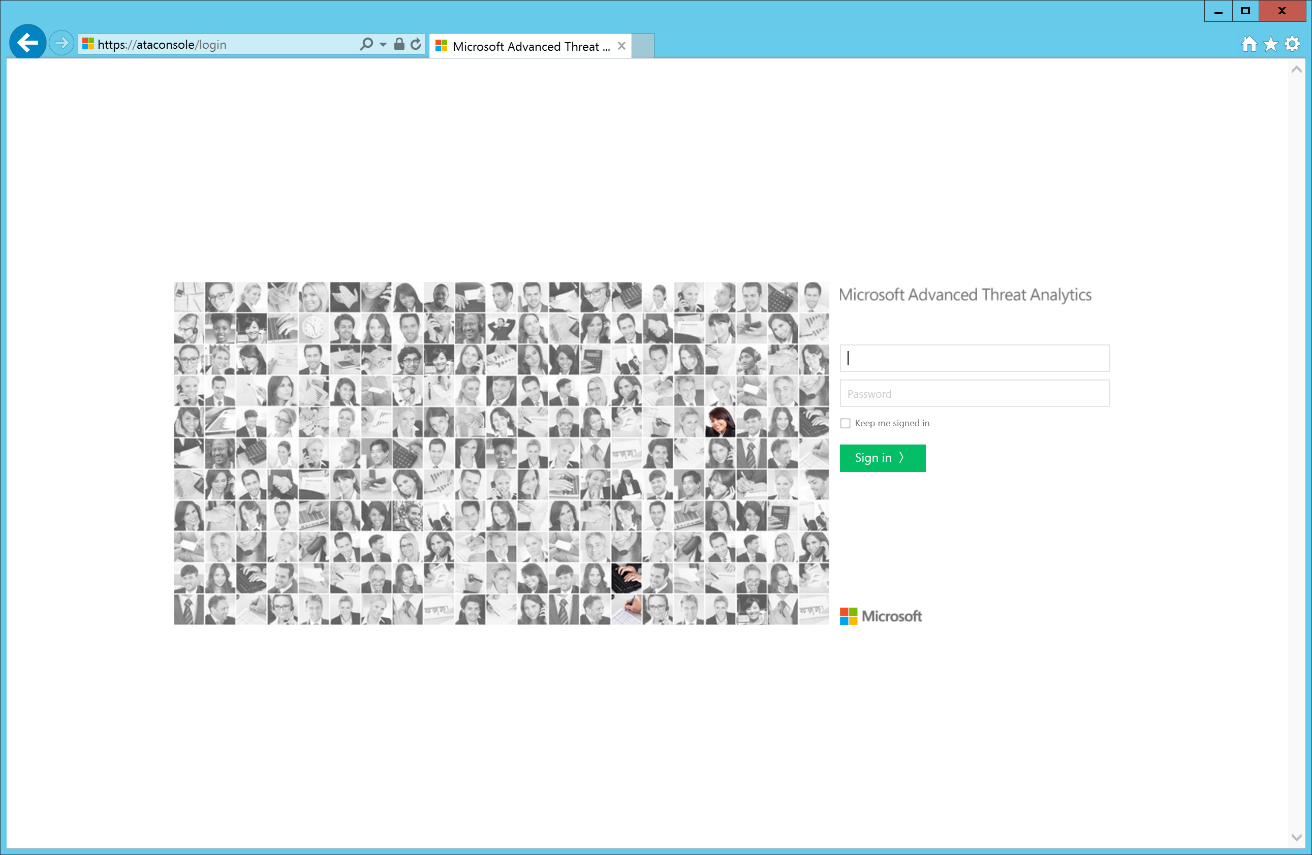 https://ataconsole/login
Microsoft Advanced Threat ...
Microsoft Advanced Threat Analytics
Password
Keep me signed in
Sign in
Microsoft